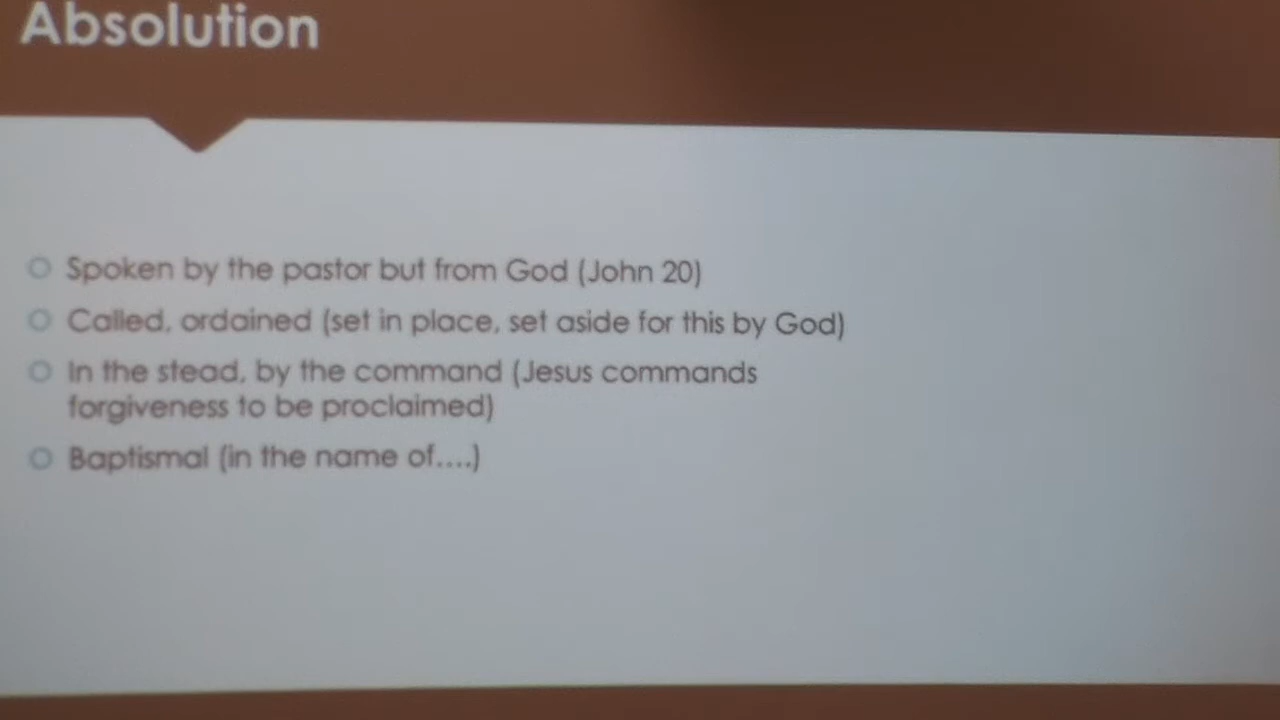 Absolution
Spoken by the pastor but from God (John 20)
Called, ordained (set in place, set aside for this by God)
In the stead, by the command (Jesus commands
forgiveness to be proclaimed)
Baptismal (in the name of....)